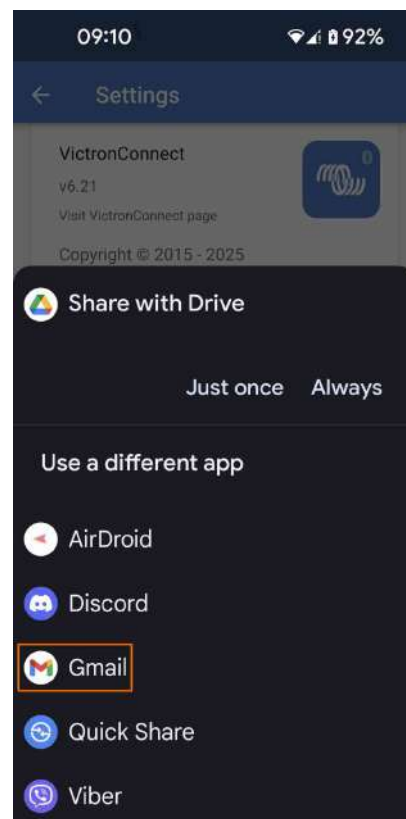 09:10
92%
Settings
VictronConnect
v6.21
Visit VictronConnect page
Copyright © 2015 - 2025
Share with Drive
Just once Always
Use a different app
AirDroid
Discord
Gmail
Quick Share
Viber